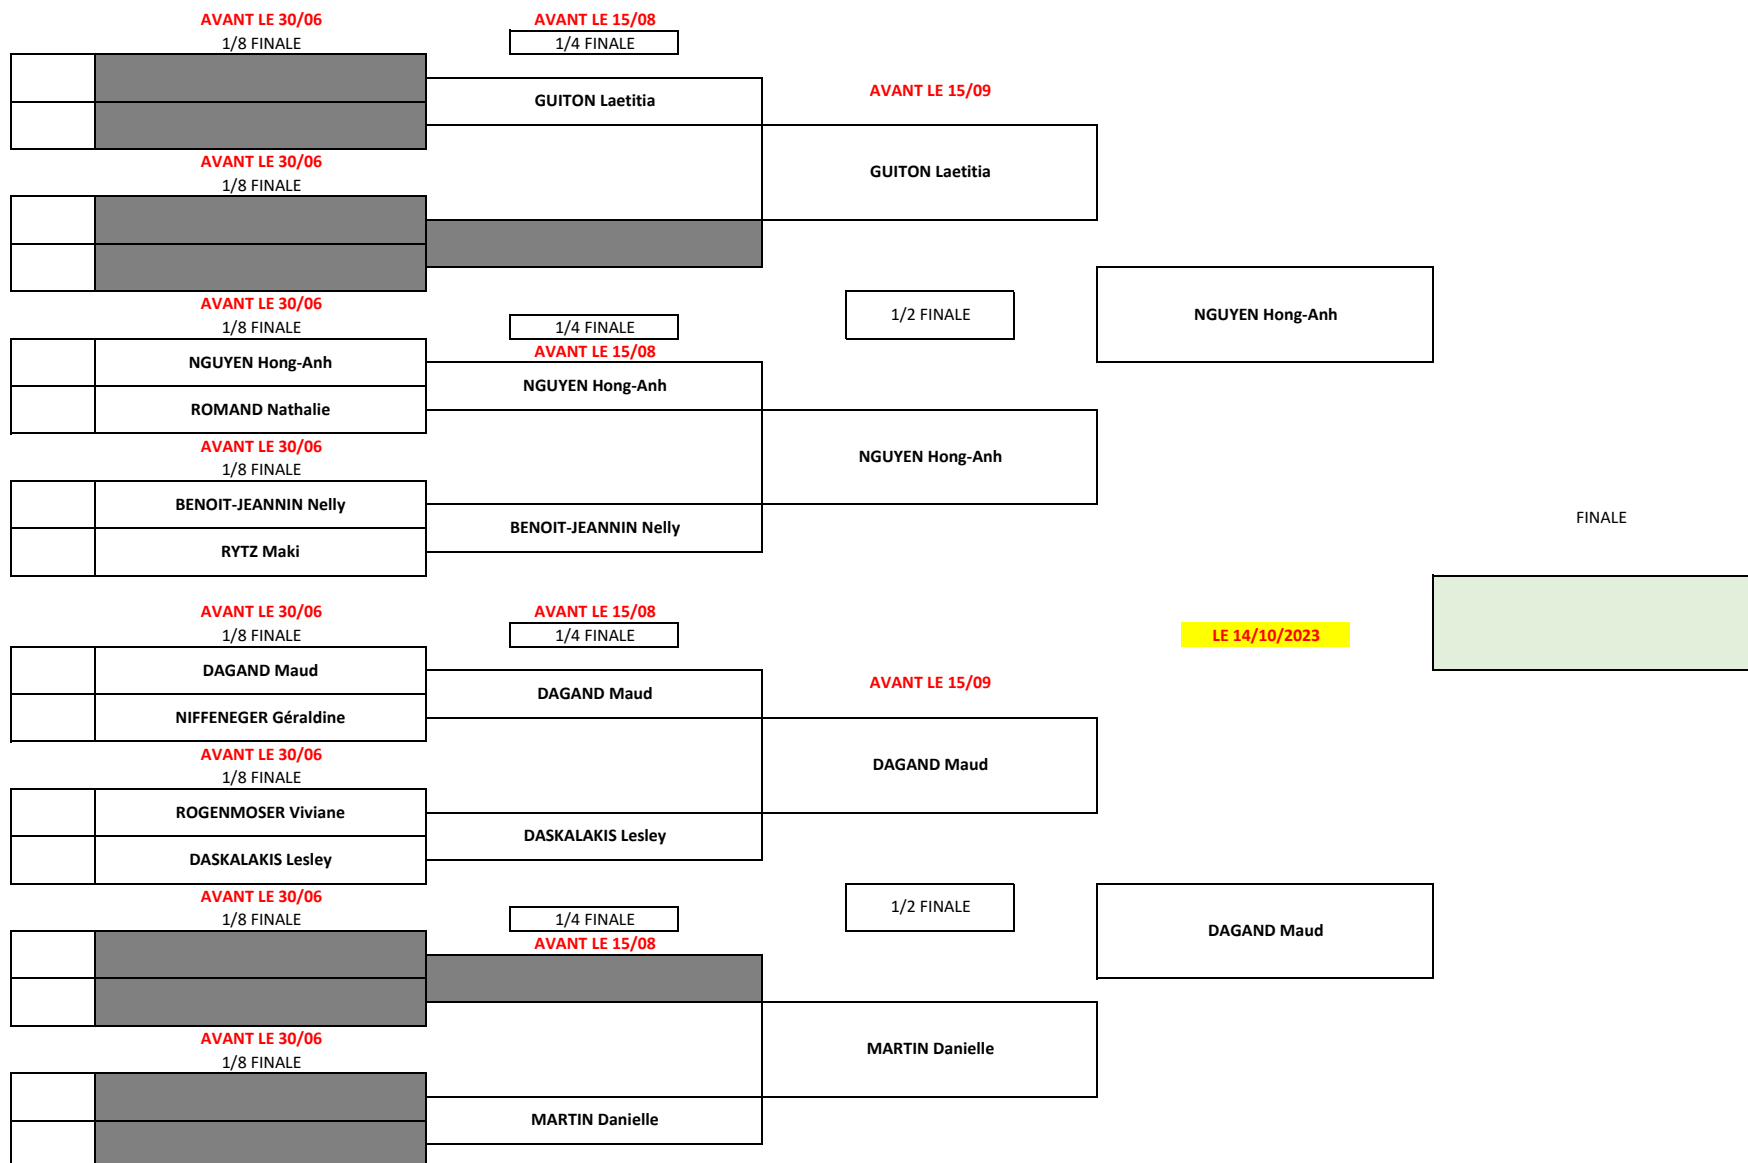 AVANT LE 30/06
AVANT LE 15/08
1/8 FINALE
1/4 FINALE
GUITON Laetitia
AVANT LE 15/09
AVANT LE 30/06
GUITON Laetitia
1/8 FINALE
AVANT LE 30/06
1/2 FINALE
NGUYEN Hong-Anh
1/8 FINALE
1/4 FINALE
AVANT LE 15/08
NGUYEN Hong-Anh
NGUYEN Hong-Anh
ROMAND Nathalie
AVANT LE 30/06
NGUYEN Hong-Anh
1/8 FINALE
BENOIT-JEANNIN Nelly
FINALE
BENOIT-JEANNIN Nelly
RYTZ Maki
AVANT LE 30/06
AVANT LE 15/08
1/8 FINALE
1/4 FINALE
LE 14/10/2023
DAGAND Maud
AVANT LE 15/09
DAGAND Maud
NIFFENEGER Géraldine
AVANT LE 30/06
DAGAND Maud
1/8 FINALE
ROGENMOSER Viviane
DASKALAKIS Lesley
DASKALAKIS Lesley
AVANT LE 30/06
1/2 FINALE
1/8 FINALE
1/4 FINALE
DAGAND Maud
AVANT LE 15/08
AVANT LE 30/06
MARTIN Danielle
1/8 FINALE
MARTIN Danielle